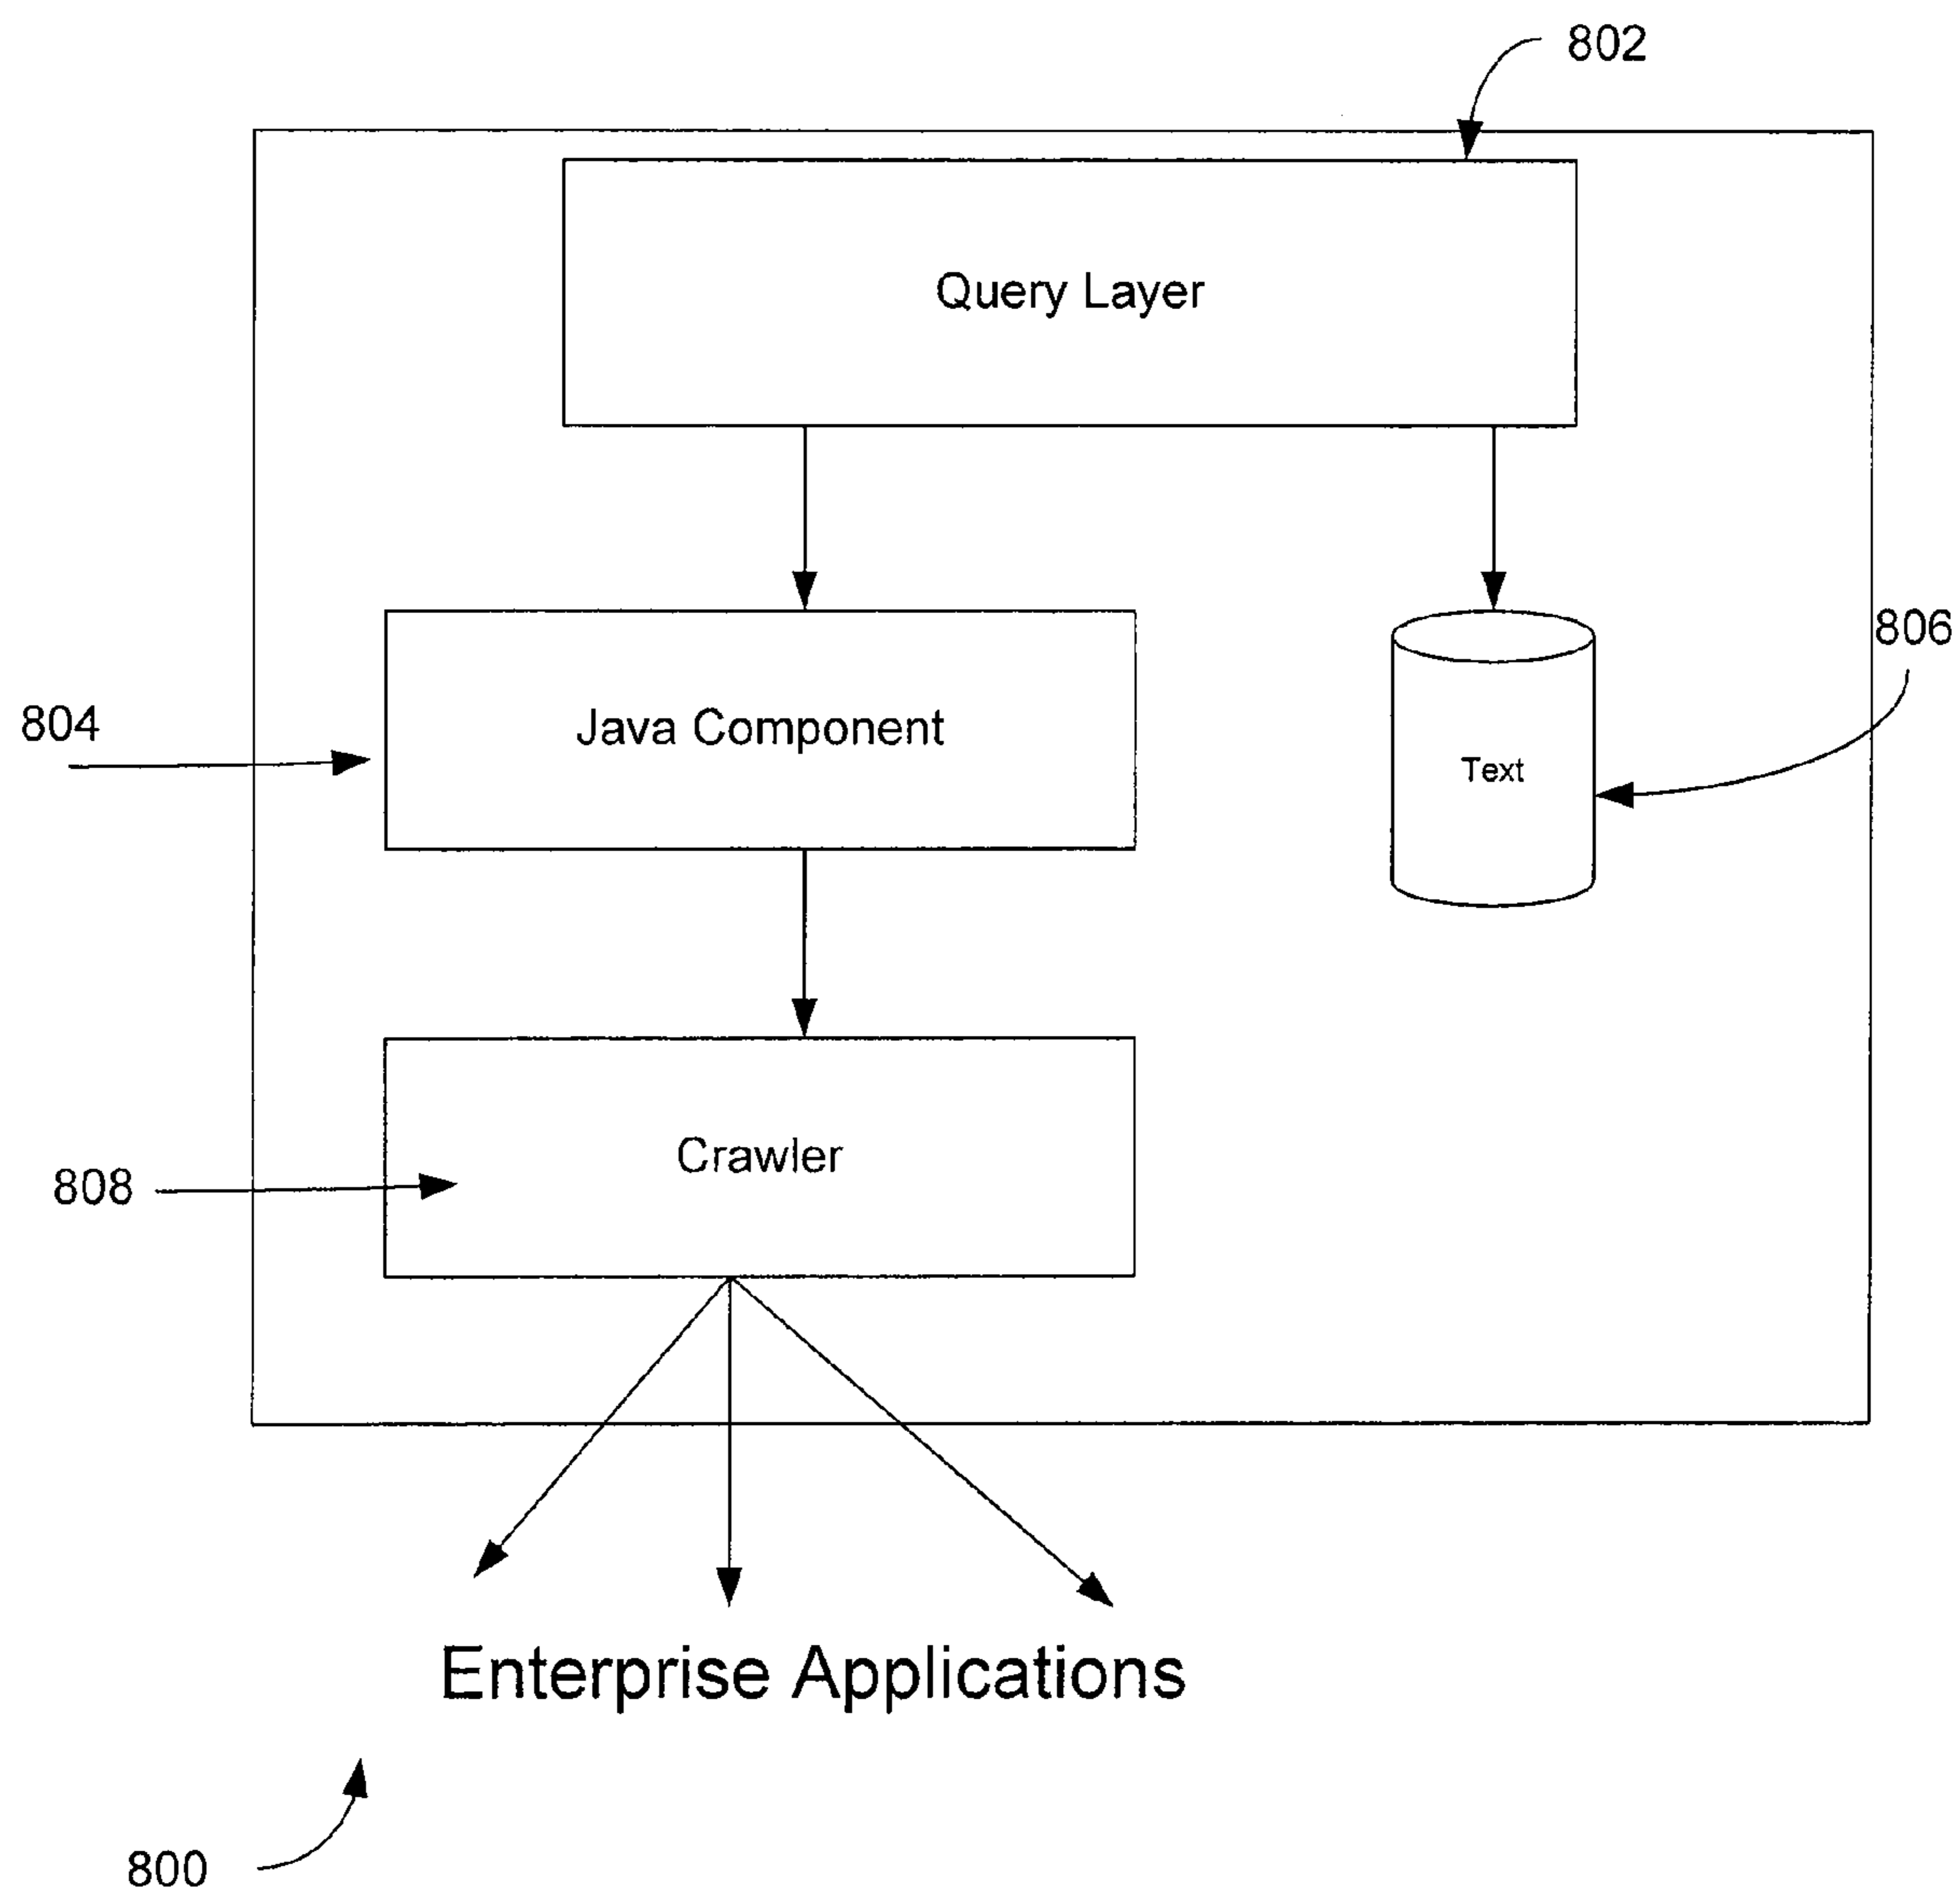 802
Query Layer
806
804
Java Component
Text
Crawler
808
Enterprise Applications
800